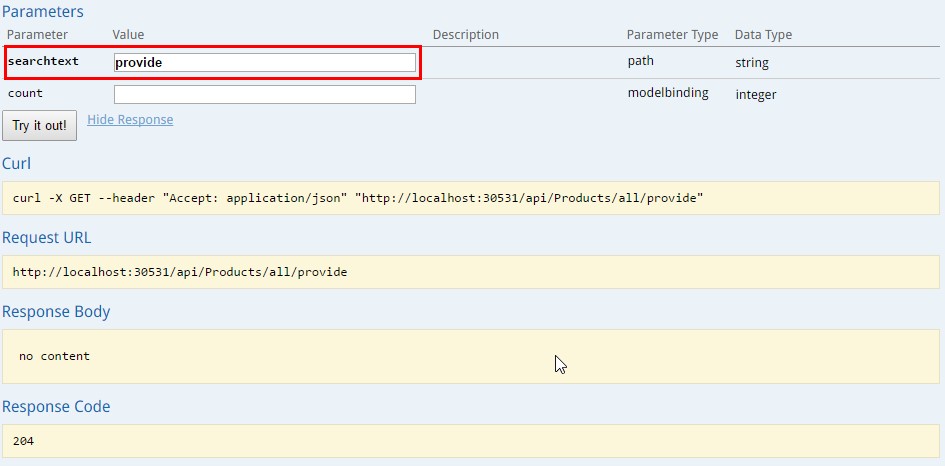 Parameters
Parameter Value Description Parameter Type Data Type
searchtext provide path string
count modelbinding integer
Try it out! Hide Response
Curl
curl -X GET --header "Accept: application/json" "http://localhost:30531/api/Products/all/provide"
Request URL
http://localhost:30531/api/Products/all/provide
Response Body
no content
Response Code
204